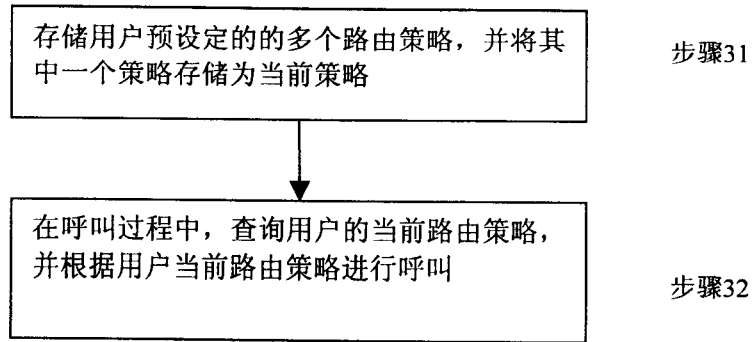 存储用户预设定的的多个路由策略，并将其
中一个策略存储为当前策略
步骤31
在呼叫过程中，查询用户的当前路由策略，
并根据用户当前路由策略进行呼叫
步骤32